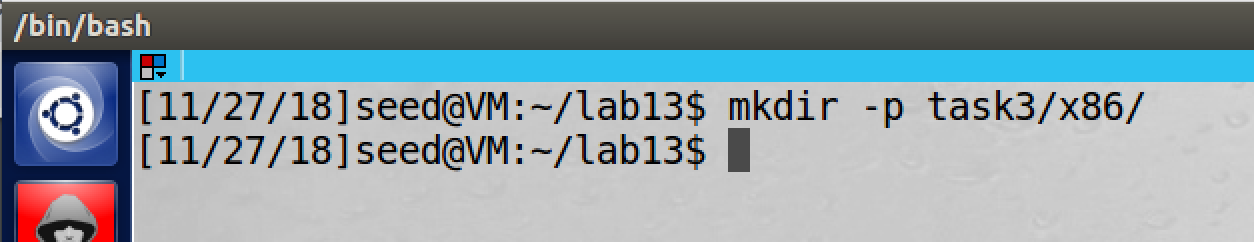 /bin/bash
[11/27/18]seed@VM:~/lab13$ mkdir -p task3/x86/
[11/27/18]seed@VM:~/lab13$